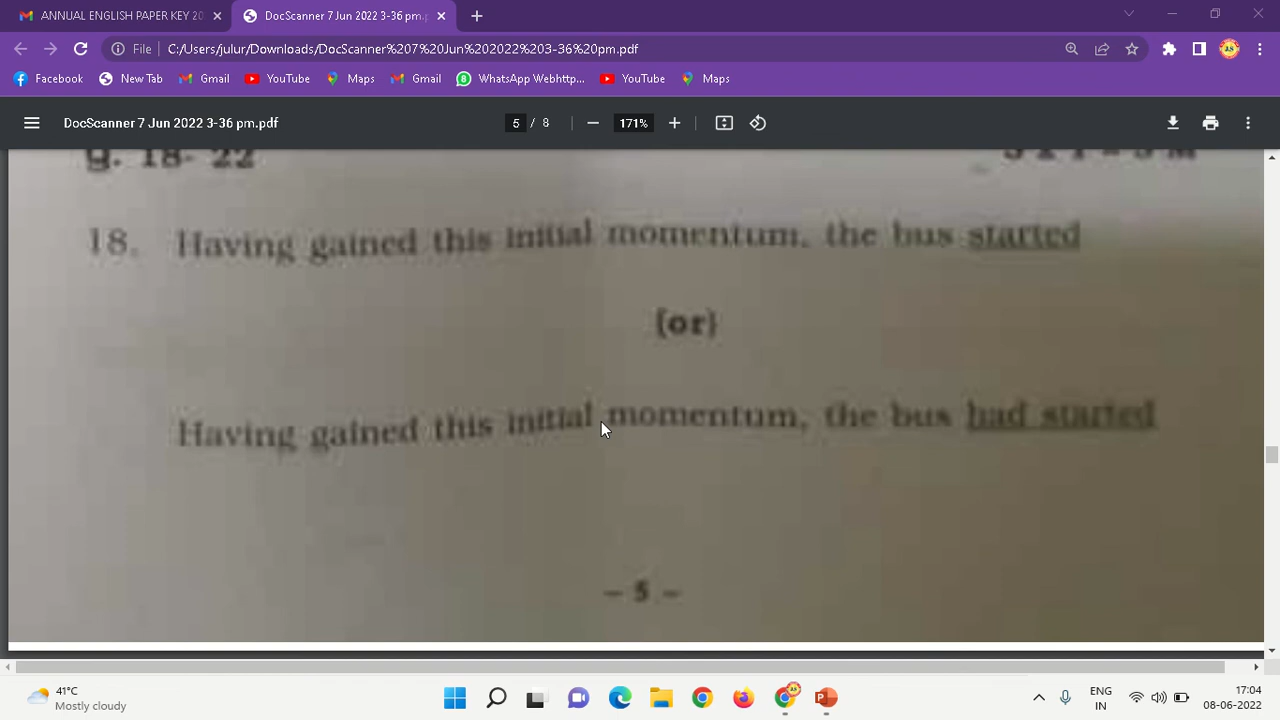 ANNUAL ENGLISH PAPER KEY 20
DocScanner 7 Jun 2022 3-36 pm.
File
C:/Users/julur/Downloads/DocScanner%207%20Jun%202022%203-36%20pm.pdf
Facebook
New Tab
Gmail
YouTube
Maps
Gmail
WhatsApp Webhttp...
YouTube
Maps
DocScanner 7 Jun 2022 3-36 pm.pdf
5 / 8
171%
g. 18- 22
18. Having gained this initial momentum, the bus started
(or)
Having gained this initial momentum, the bus had started
– 5 –
41°C
Mostly cloudy
ENG
IN
17:04
08-06-2022